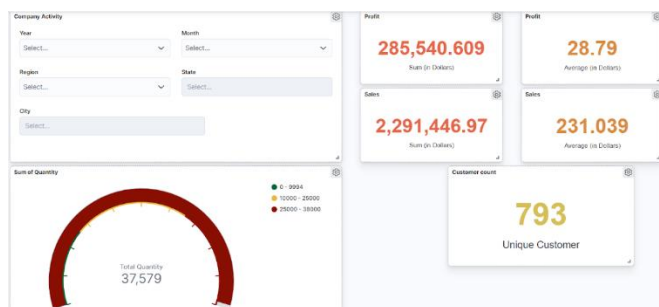 Company Activity
Year
Month
Select...
Select...
Region
State
Select...
Select...
City
Select...
Profit
285,540.609
Sum (in Dollars)
Profit
28.79
Average (in Dollars)
Sales
2,291,446.97
Sum (in Dollars)
Sales
231.039
Average (in Dollars)
Sum of Quantity
0 - 9994
10000 - 25000
25000 - 38000
Total Quantity
37,579
Customer count
793
Unique Customer